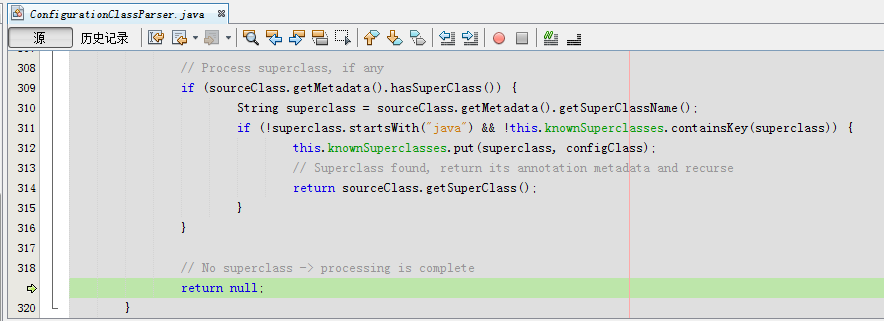 ConfigurationClassParser.java
源 历史记录
308 // Process superclass, if any
309 if (sourceClass.getMetadata().hasSuperClass()) {
310 String superclass = sourceClass.getMetadata().getSuperClassName();
311 if (!superclass.startsWith("java") && !this.knownSuperclasses.containsKey(superclass)) {
312 this.knownSuperclasses.put(superclass, configClass);
313 // Superclass found, return its annotation metadata and recurse
314 return sourceClass.getSuperClass();
315 }
316 }
317
318 // No superclass -> processing is complete
return null;
320 }